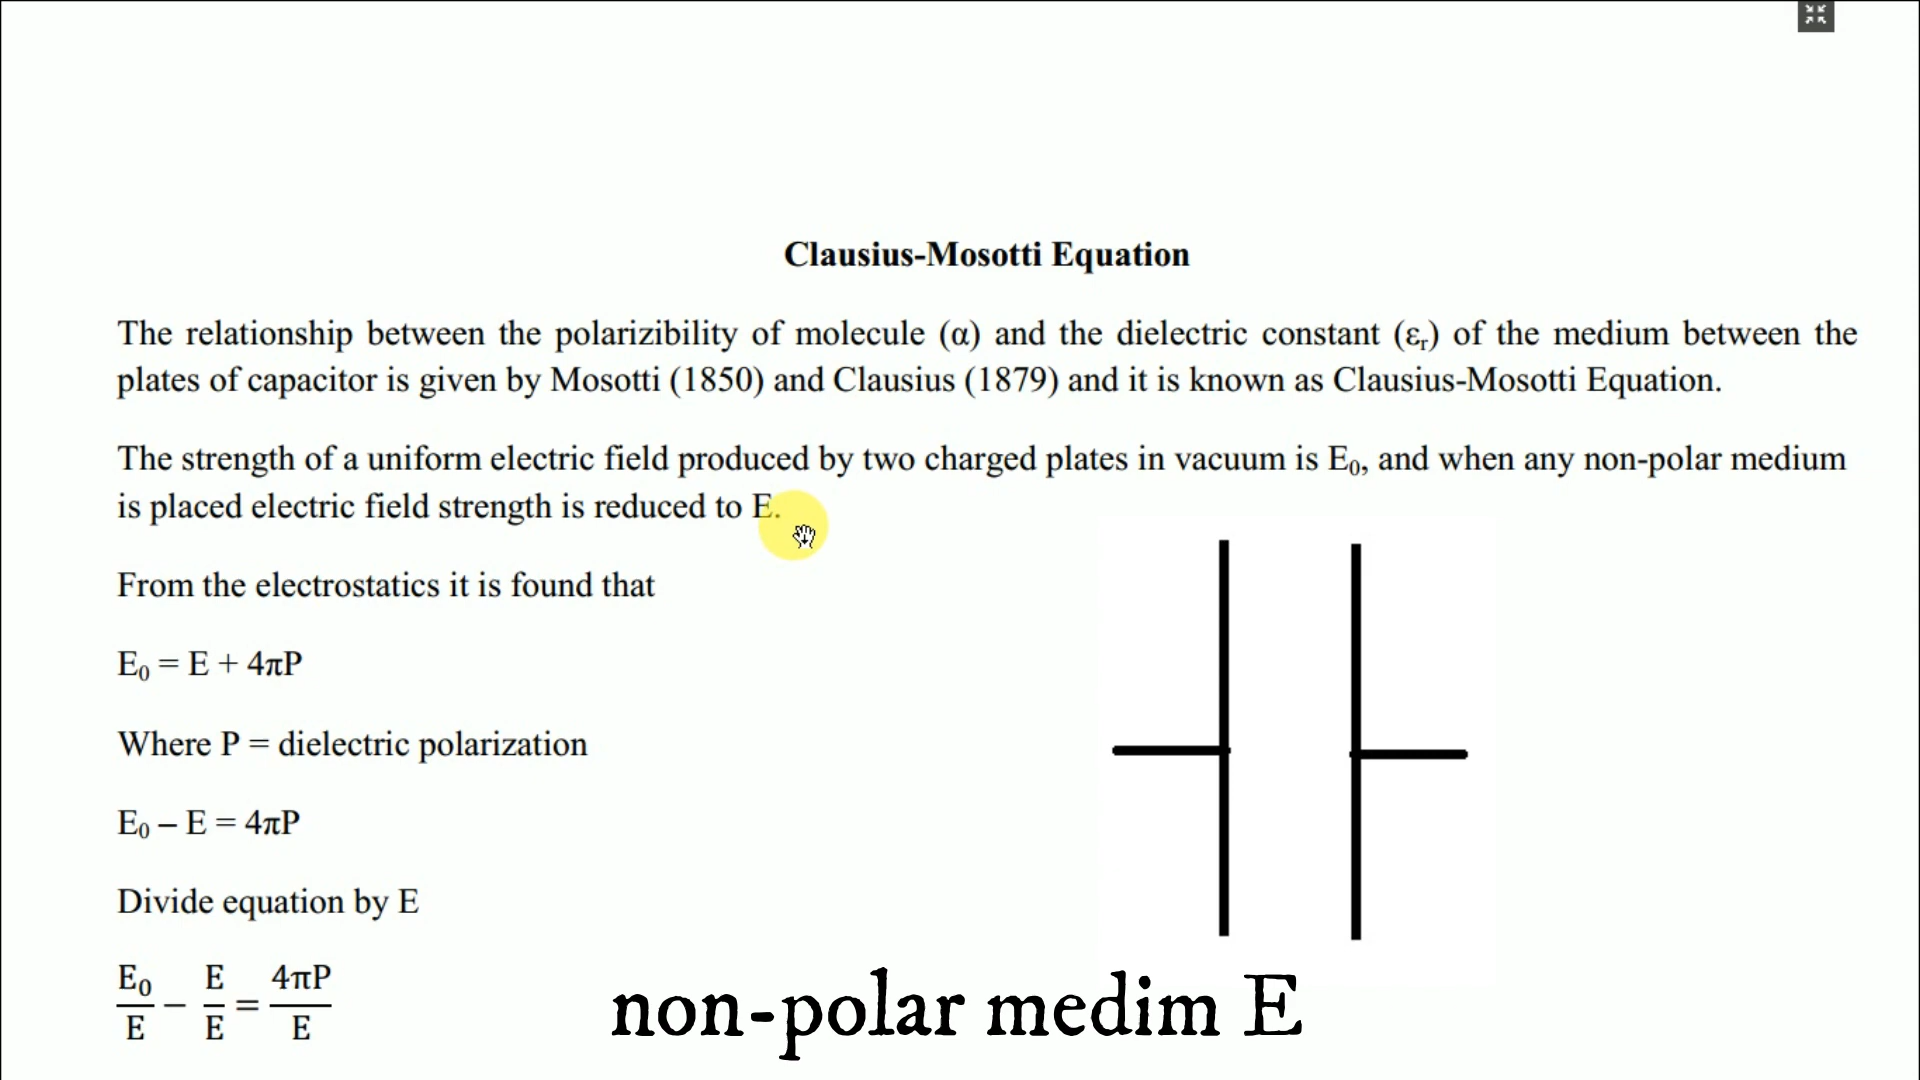 Clausius-Mosotti Equation
The relationship between the polarizibility of molecule (α) and the dielectric constant (εᵣ) of the medium between the
plates of capacitor is given by Mosotti (1850) and Clausius (1879) and it is known as Clausius-Mosotti Equation.
The strength of a uniform electric field produced by two charged plates in vacuum is E₀, and when any non-polar medium
is placed electric field strength is reduced to E.
From the electrostatics it is found that
E₀ = E + 4πP
Where P = dielectric polarization
E₀ – E = 4πP
Divide equation by E
E₀/E − E/E = 4πP/E
non-polar medim E